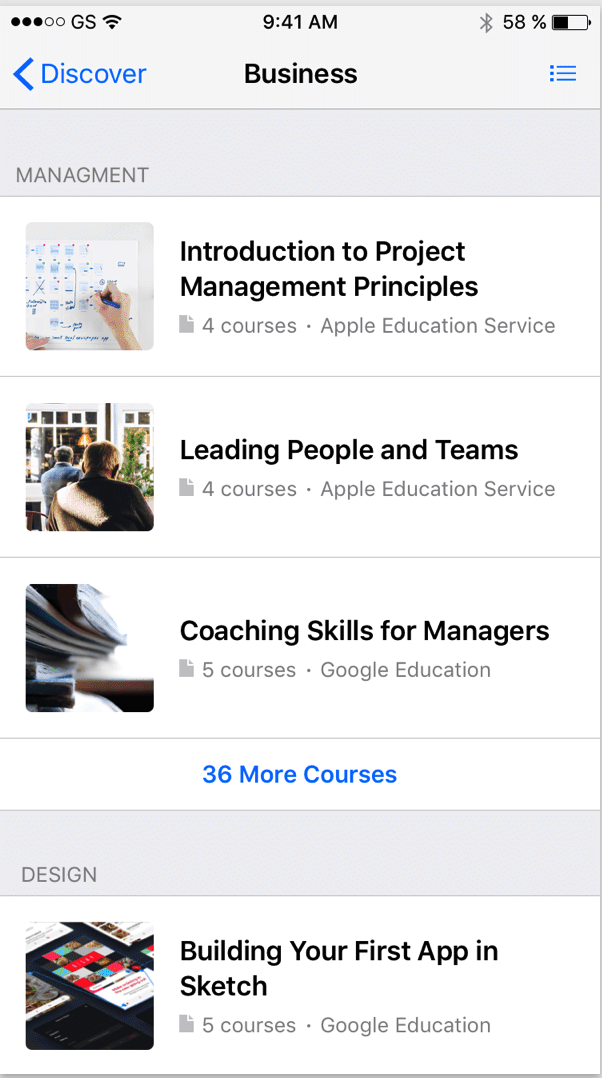 GS 9:41 AM 58 %
Discover Business
MANAGMENT
Introduction to Project
Management Principles
4 courses · Apple Education Service
Leading People and Teams
4 courses · Apple Education Service
Coaching Skills for Managers
5 courses · Google Education
36 More Courses
DESIGN
Building Your First App in
Sketch
5 courses · Google Education